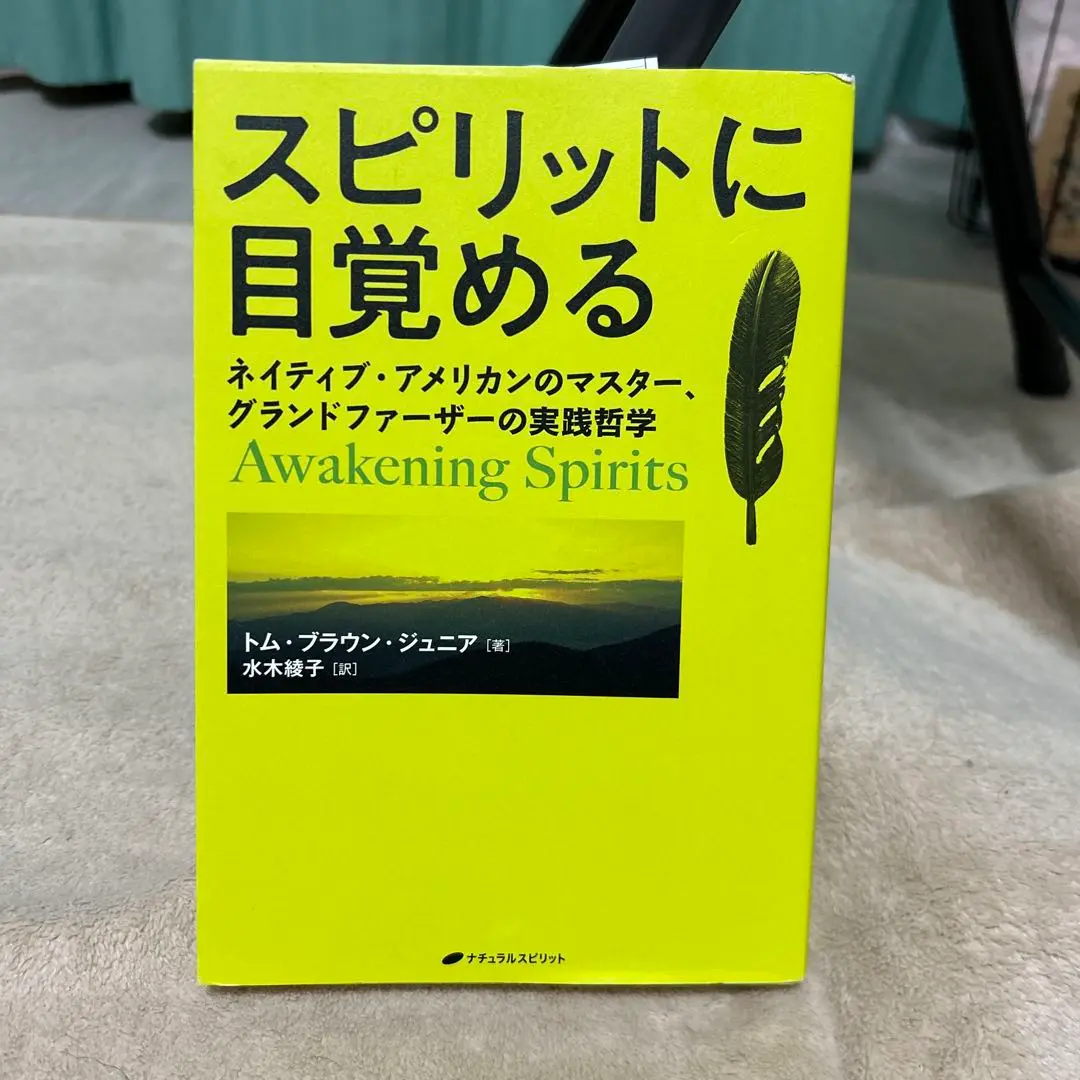 スピリットに
目覚める
ネイティブ・アメリカンのマスター、
グランドファーザーの実践哲学
Awakening Spirits
トム・ブラウン・ジュニア [著]
水木綾子 [訳]
ナチュラルスピリット